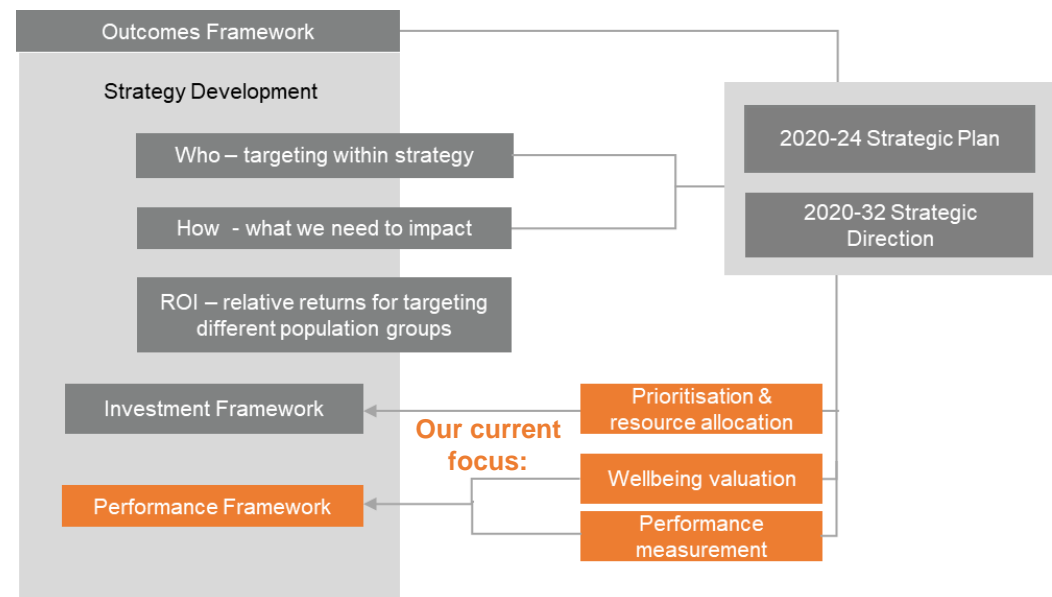 Outcomes Framework
Strategy Development
Who – targeting within strategy
How - what we need to impact
ROI – relative returns for targeting
different population groups
Investment Framework
Performance Framework
Our current
focus:
2020-24 Strategic Plan
2020-32 Strategic
Direction
Prioritisation &
resource allocation
Wellbeing valuation
Performance
measurement